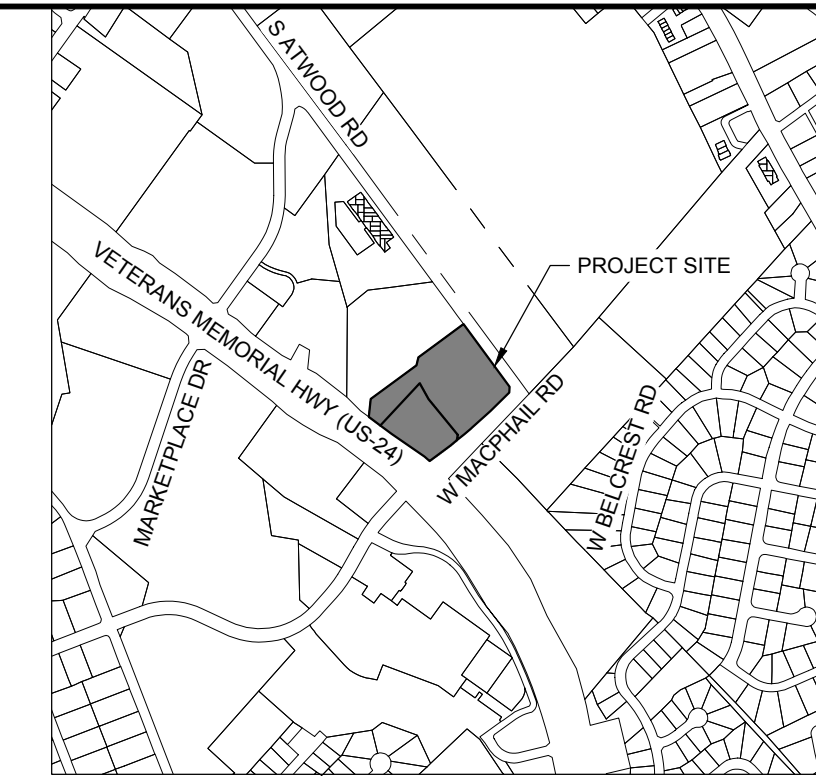 S ATWOOD RD
PROJECT SITE
VETERANS MEMORIAL HWY (US-24)
MARKETPLACE DR
W MACPHAIL RD
W BELCREST RD